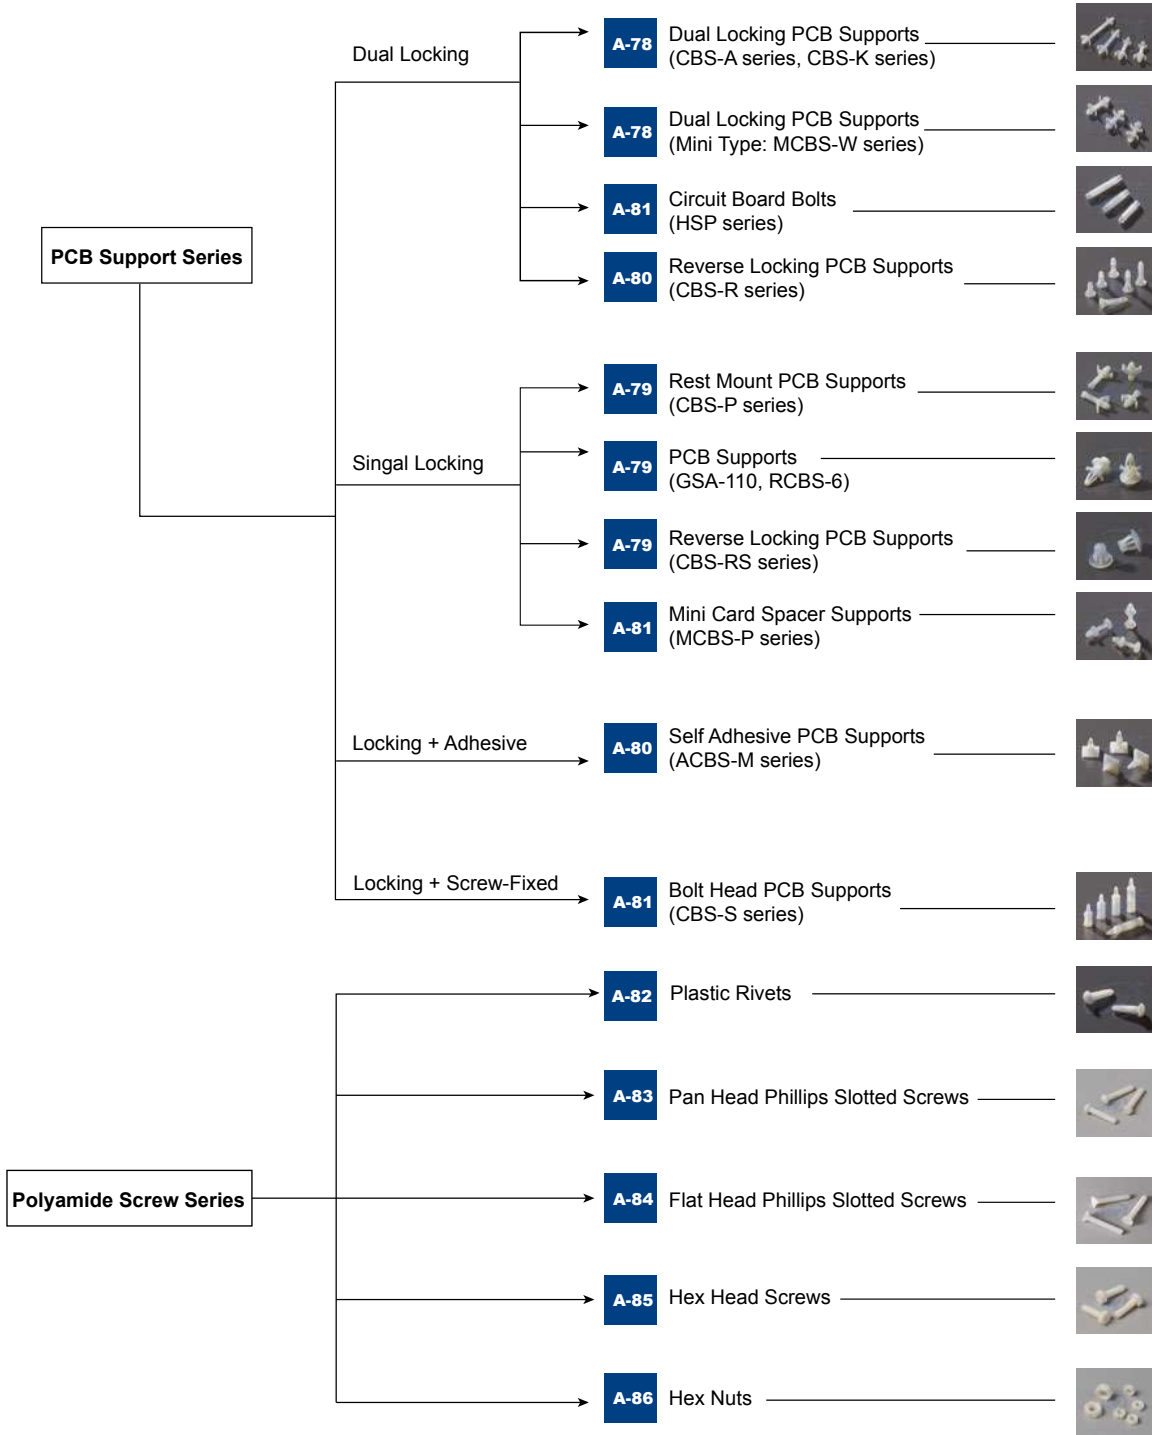 Dual Locking
A-78
Dual Locking PCB Supports
(CBS-A series, CBS-K series)
A-78
Dual Locking PCB Supports
(Mini Type: MCBS-W series)
A-81
Circuit Board Bolts
(HSP series)
PCB Support Series
A-80
Reverse Locking PCB Supports
(CBS-R series)
A-79
Rest Mount PCB Supports
(CBS-P series)
Singal Locking
A-79
PCB Supports
(GSA-110, RCBS-6)
A-79
Reverse Locking PCB Supports
(CBS-RS series)
A-81
Mini Card Spacer Supports
(MCBS-P series)
Locking + Adhesive
A-80
Self Adhesive PCB Supports
(ACBS-M series)
Locking + Screw-Fixed
A-81
Bolt Head PCB Supports
(CBS-S series)
A-82
Plastic Rivets
A-83
Pan Head Phillips Slotted Screws
Polyamide Screw Series
A-84
Flat Head Phillips Slotted Screws
A-85
Hex Head Screws
A-86
Hex Nuts